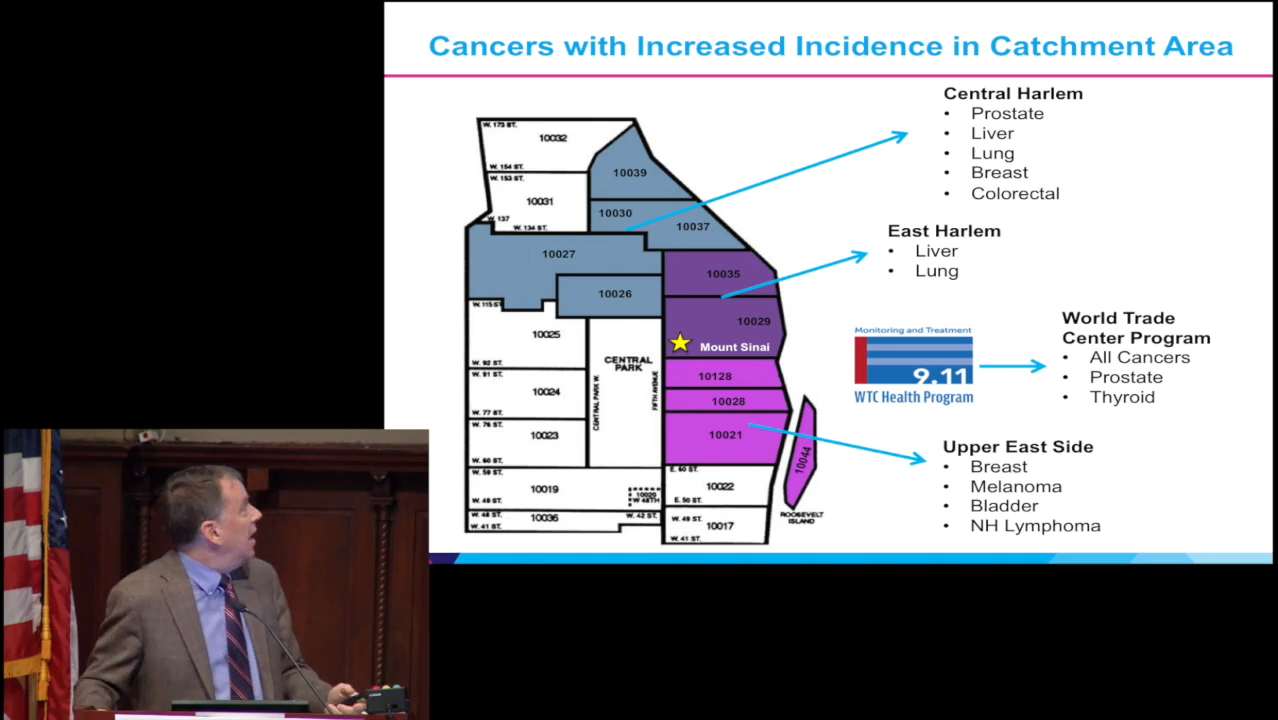 Cancers with Increased Incidence in Catchment Area
Central Harlem
• Prostate
• Liver
• Lung
• Breast
• Colorectal
East Harlem
• Liver
• Lung
World Trade
Center Program
• All Cancers
• Prostate
• Thyroid
Monitoring and Treatment
9.11
WTC Health Program
Upper East Side
• Breast
• Melanoma
• Bladder
• NH Lymphoma
W. 173 ST.
10032
W. 154 ST.
W. 153 ST.
10031
W. 137
W. 134 ST.
10039
10030
10037
10027
10026
10035
10029
Mount Sinai
W. 115 ST
10025
W. 92 ST.
W. 91 ST.
10024
W. 77 ST.
W. 76 ST.
10023
W. 60 ST.
CENTRAL
PARK
CENTRAL PARK W.
FIFTH AVENUE
10128
10028
10021
10044
ROOSEVELT
ISLAND
W. 59 ST.
10019
W. 49 ST.
10020
W 48TH
W. 48 ST.
10036
W. 42 ST.
W. 41 ST.
E. 60 ST.
10022
E. 50 ST.
W. 49 ST.
10017
W. 41 ST.